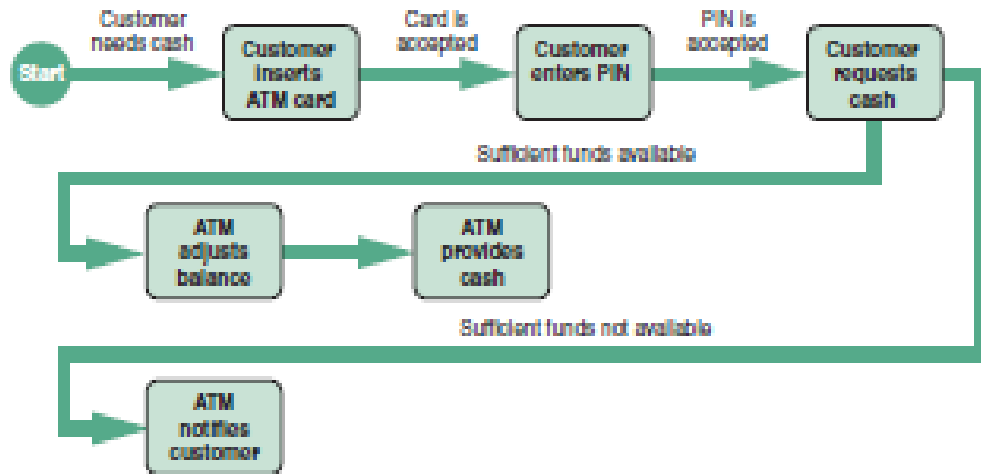 Customer
needs cash
Card is
accepted
PIN is
accepted
Start
Customer
inserts
ATM card
Customer
enters PIN
Customer
requests
cash
Sufficient funds available
ATM
adjusts
balance
ATM
provides
cash
Sufficient funds not available
ATM
notifies
customer